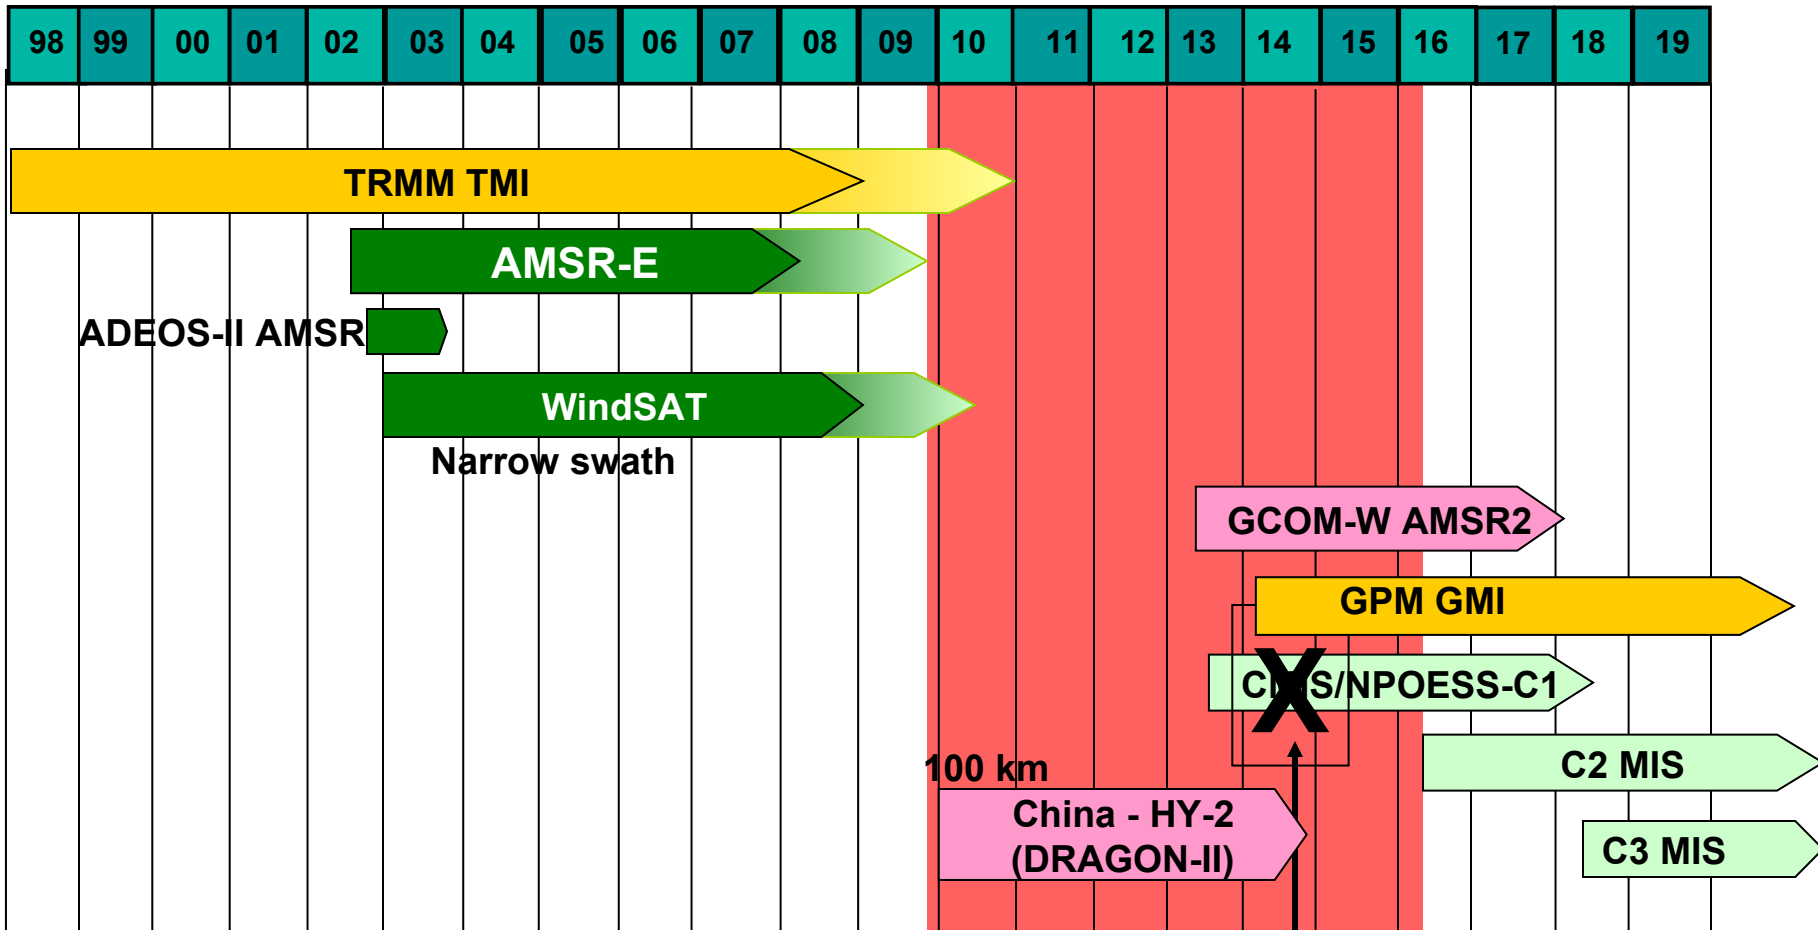 98 99 00 01 02 03 04 05 06 07 08 09 10 11 12 13 14 15 16 17 18 19
TRMM TMI
AMSR-E
ADEOS-II AMSR
WindSAT
Narrow swath
GCOM-W AMSR2
GPM GMI
X
/NPOESS-C1
C2 MIS
100 km
China - HY-2
(DRAGON-II)
C3 MIS